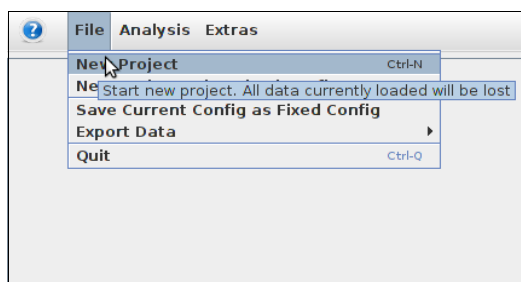 ? File Analysis Extras
New Project Ctrl-N
Ne
Start new project. All data currently loaded will be lost
Save Current Config as Fixed Config
Export Data
Quit Ctrl-Q